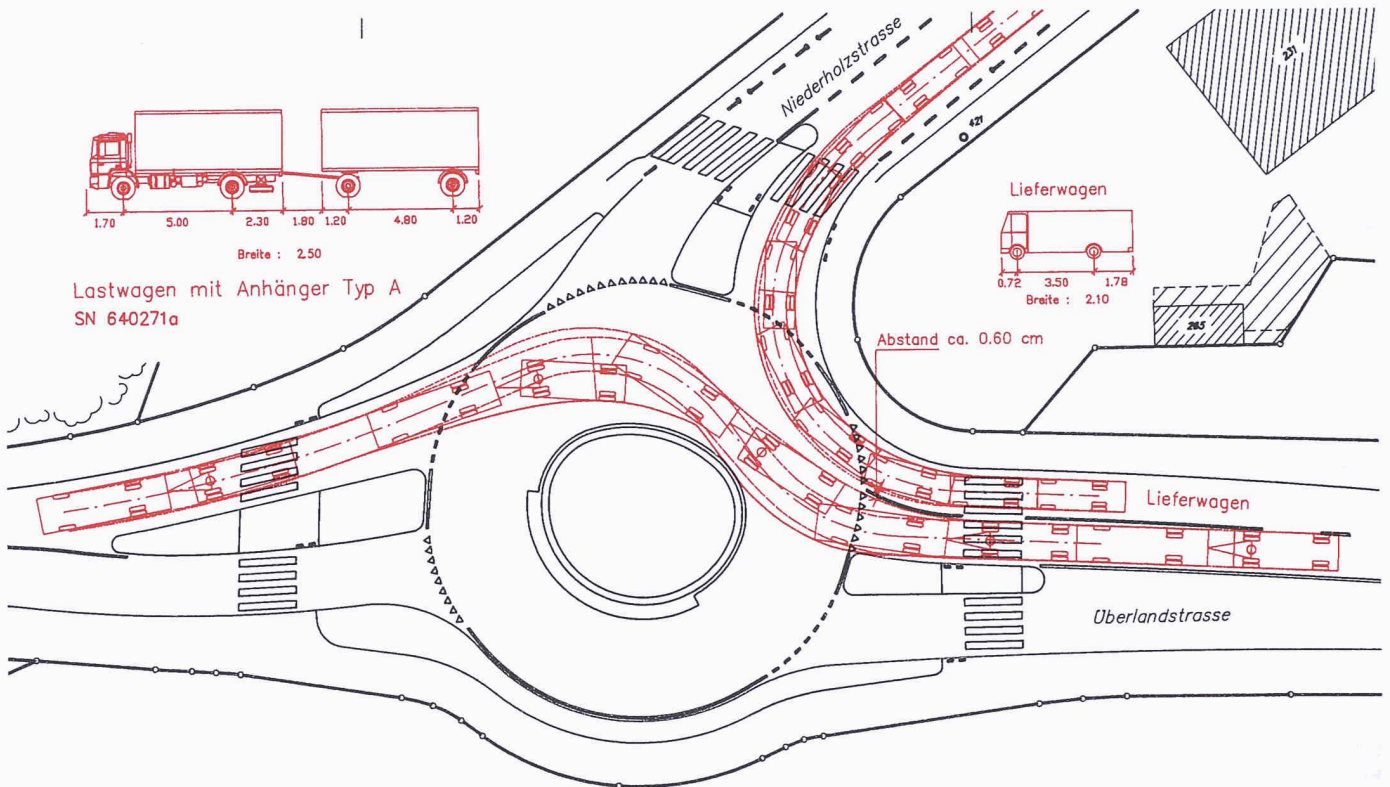 Niederholzstrasse
231
421
1.70 5.00 2.30 1.80 1.20 4.80 1.20
Breite : 2.50
Lastwagen mit Anhänger Typ A
SN 640271a
Lieferwagen
0.72 3.50 1.78
Breite : 2.10
265
Abstand ca. 0.60 cm
Lieferwagen
Überlandstrasse